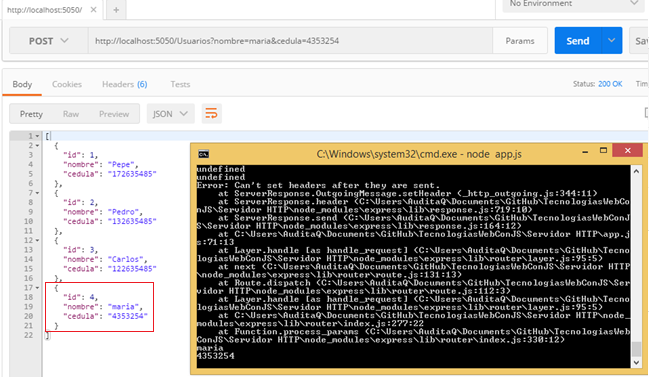 http://localhost:5050/
No Environment
POST
http://localhost:5050/Usuarios?nombre=maria&cedula=4353254
Params
Send
Sav
Body
Cookies
Headers (6)
Tests
Status: 200 OK
Pretty
Raw
Preview
JSON
1 [
2 {
3 "id": 1,
4 "nombre": "Pepe",
5 "cedula": "172635485"
6 },
7 {
8 "id": 2,
9 "nombre": "Pedro",
10 "cedula": "132635485"
11 },
12 {
13 "id": 3,
14 "nombre": "Carlos",
15 "cedula": "122635485"
16 },
17 {
18 "id": 4,
19 "nombre": "maria",
20 "cedula": "4353254"
21 }
22 ]
C:\Windows\system32\cmd.exe - node app.js
undefined
undefined
Error: Can't set headers after they are sent.
at ServerResponse.OutgoingMessage.setHeader (_http_outgoing.js:344:11)
at ServerResponse.header (C:\Users\AuditaQ\Documents\GitHub\TecnologiasWebCo
nJS\Servidor HTTP\node_modules\express\lib\response.js:719:10)
at ServerResponse.send (C:\Users\AuditaQ\Documents\GitHub\TecnologiasWebConJ
S\Servidor HTTP\node_modules\express\lib\response.js:164:12)
at C:\Users\AuditaQ\Documents\GitHub\TecnologiasWebConJS\Servidor HTTP\app.j
s:71:13
at Layer.handle [as handle_request] (C:\Users\AuditaQ\Documents\GitHub\Tecno
logiasWebConJS\Servidor HTTP\node_modules\express\lib\router\layer.js:95:5)
at next (C:\Users\AuditaQ\Documents\GitHub\TecnologiasWebConJS\Servidor HTTP
\node_modules\express\lib\router\route.js:131:13)
at Route.dispatch (C:\Users\AuditaQ\Documents\GitHub\TecnologiasWebConJS\Ser
vidor HTTP\node_modules\express\lib\router\route.js:112:3)
at Layer.handle [as handle_request] (C:\Users\AuditaQ\Documents\GitHub\Tecno
logiasWebConJS\Servidor HTTP\node_modules\express\lib\router\layer.js:95:5)
at C:\Users\AuditaQ\Documents\GitHub\TecnologiasWebConJS\Servidor HTTP\node_
modules\express\lib\router\index.js:277:22
at Function.process_params (C:\Users\AuditaQ\Documents\GitHub\TecnologiasWeb
ConJS\Servidor HTTP\node_modules\express\lib\router\index.js:330:12)
maria
4353254